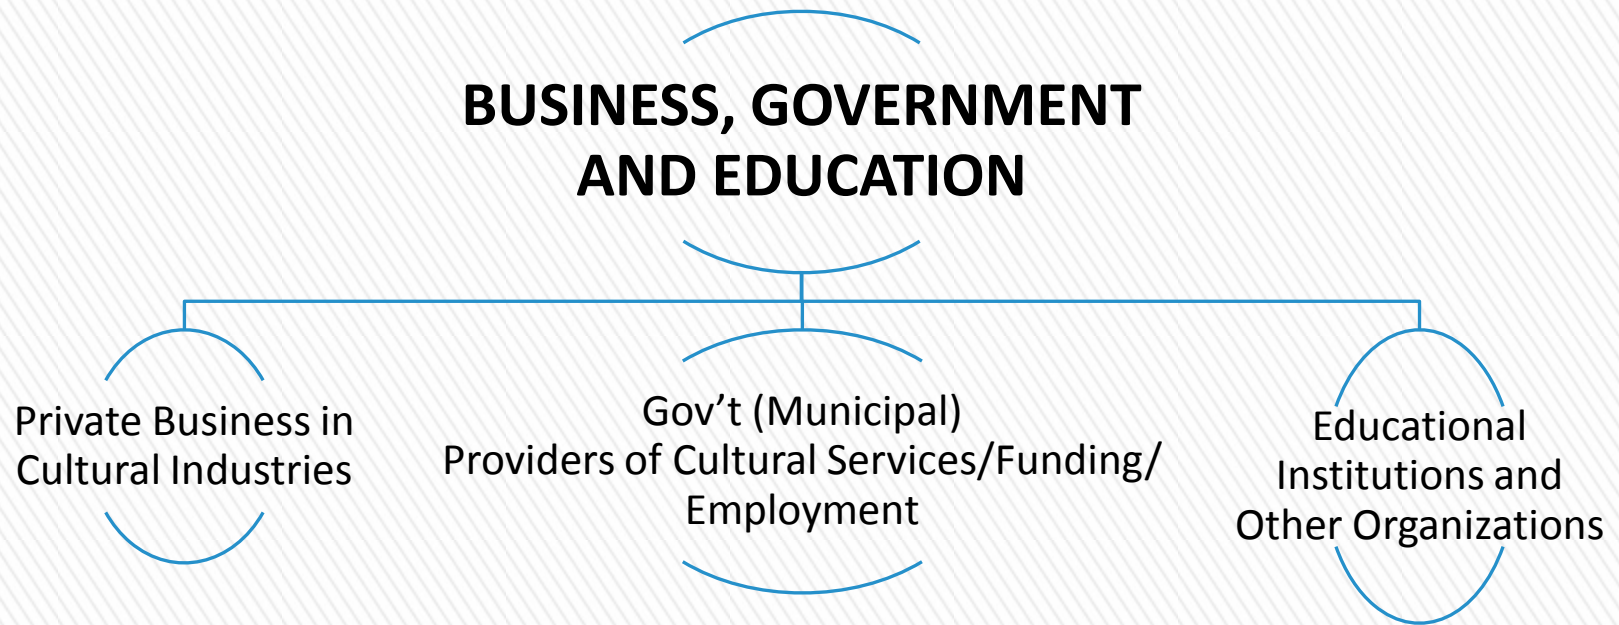 BUSINESS, GOVERNMENT
AND EDUCATION
Private Business in
Cultural Industries
Gov’t (Municipal)
Providers of Cultural Services/Funding/
Employment
Educational
Institutions and
Other Organizations